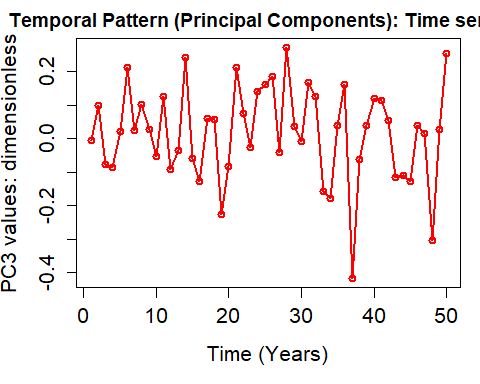 Temporal Pattern (Principal Components): Time ser
PC3 values: dimensionless
0.2
0.0
-0.2
-0.4
0 10 20 30 40 50
Time (Years)